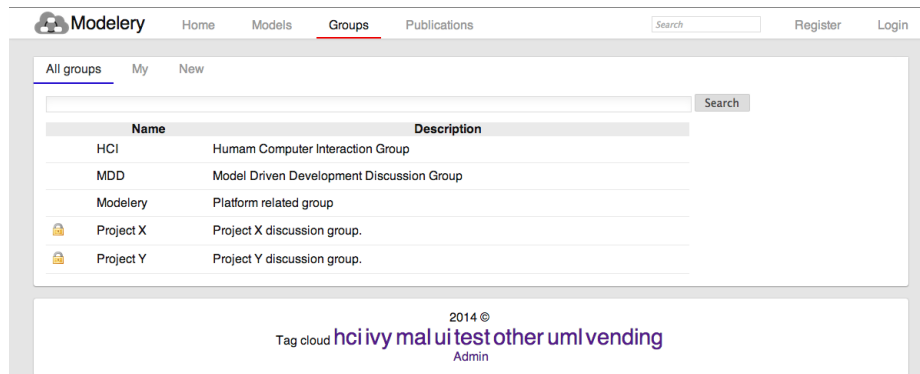 Modelery Home Models Groups Publications Search Register Login
All groups My New
Search
Name Description
HCI Humam Computer Interaction Group
MDD Model Driven Development Discussion Group
Modelery Platform related group
Project X Project X discussion group.
Project Y Project Y discussion group.
2014 ©
Tag cloud hci ivy mal ui test other uml vending
Admin